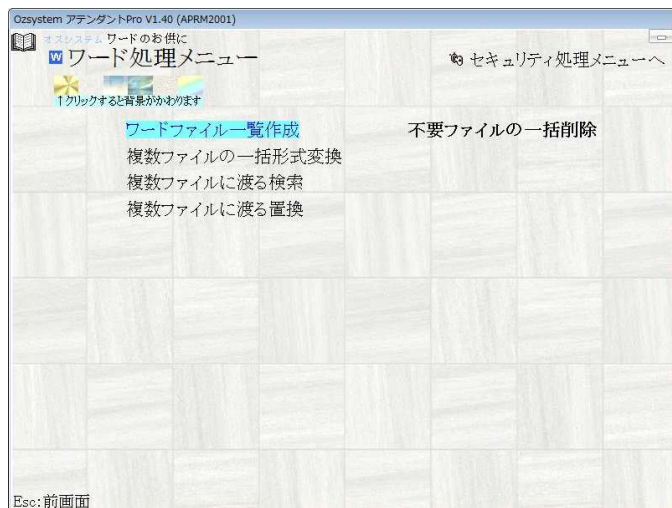 Ozsystem アテンダントPro V1.40 (APRM2001)
オズシステム ワードのお供に
W ワード処理メニュー
セキュリティ処理メニューへ
↑クリックすると背景がかわります
ワードファイル一覧作成
不要ファイルの一括削除
複数ファイルの一括形式変換
複数ファイルに渡る検索
複数ファイルに渡る置換
Esc:前画面